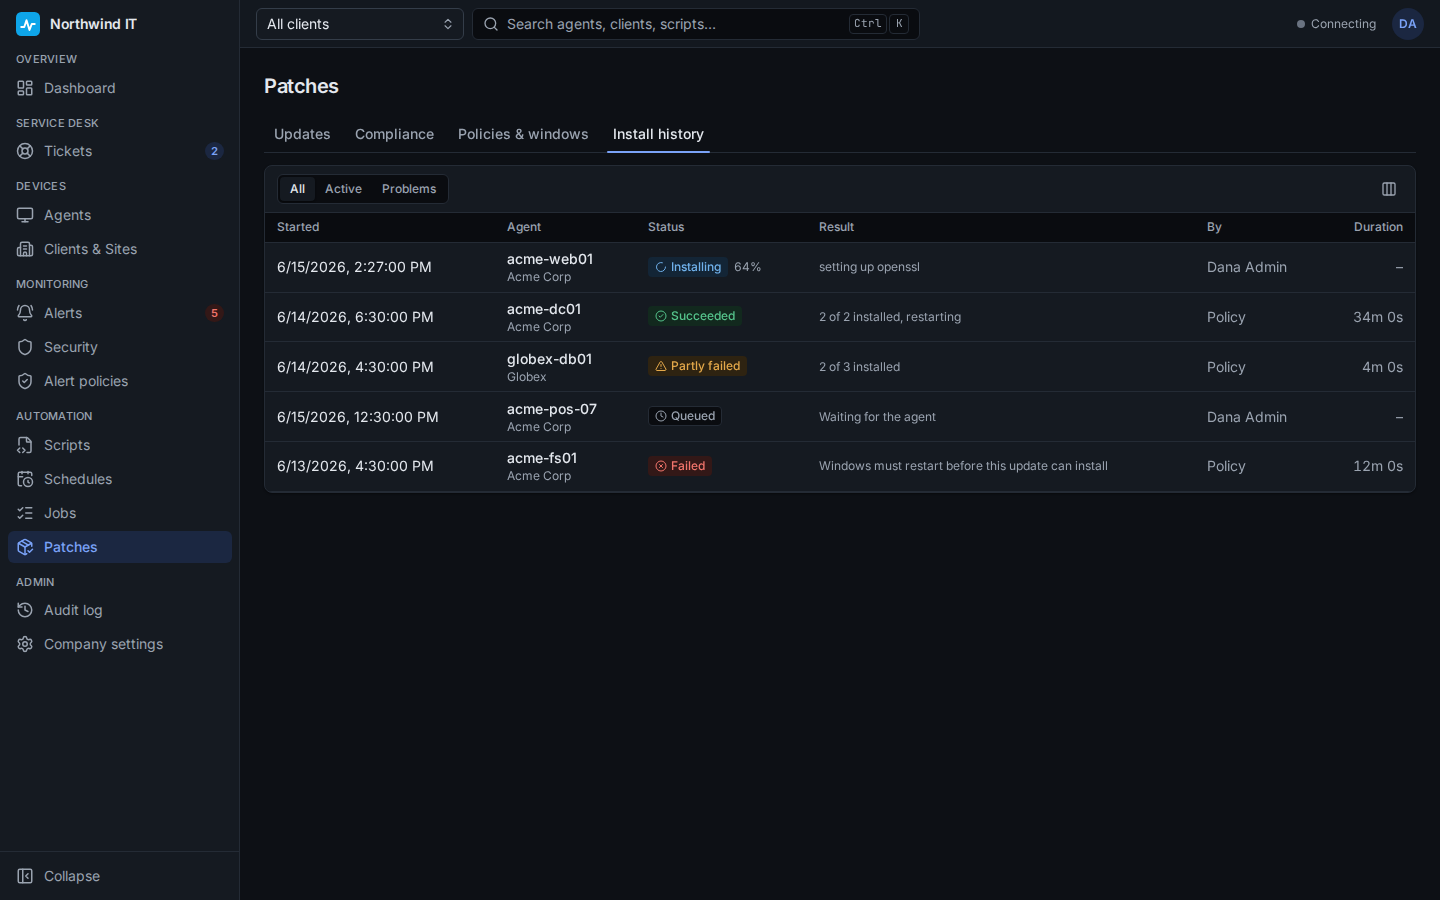 Northwind IT
All clients
Search agents, clients, scripts...
Ctrl K
Connecting
DA
OVERVIEW
Dashboard
SERVICE DESK
Tickets
2
DEVICES
Agents
Clients & Sites
MONITORING
Alerts
5
Security
Alert policies
AUTOMATION
Scripts
Schedules
Jobs
Patches
ADMIN
Audit log
Company settings
Collapse
Patches
Updates Compliance Policies & windows Install history
All Active Problems
Started Agent Status Result By Duration
6/15/2026, 2:27:00 PM acme-web01 Installing 64% setting up openssl Dana Admin –
Acme Corp
6/14/2026, 6:30:00 PM acme-dc01 Succeeded 2 of 2 installed, restarting Policy 34m 0s
Acme Corp
6/14/2026, 4:30:00 PM globex-db01 Partly failed 2 of 3 installed Policy 4m 0s
Globex
6/15/2026, 12:30:00 PM acme-pos-07 Queued Waiting for the agent Dana Admin –
Acme Corp
6/13/2026, 4:30:00 PM acme-fs01 Failed Windows must restart before this update can install Policy 12m 0s
Acme Corp